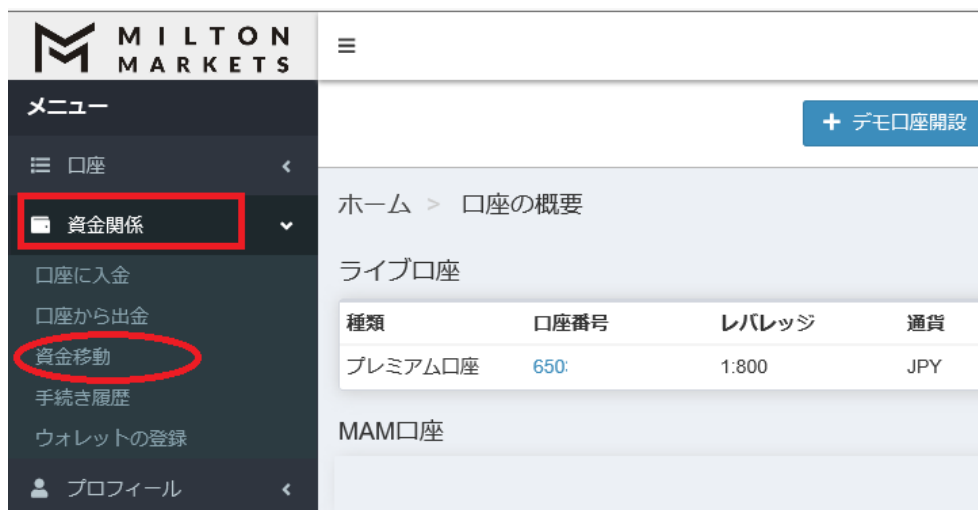 MILTON
MARKETS
メニュー
+ デモ口座開設
口座
ホーム > 口座の概要
資金関係
ライブ口座
口座に入金
口座から出金
種類 口座番号 レバレッジ 通貨
資金移動
プレミアム口座 650 1:800 JPY
手続き履歴
MAM口座
ウォレットの登録
プロフィール